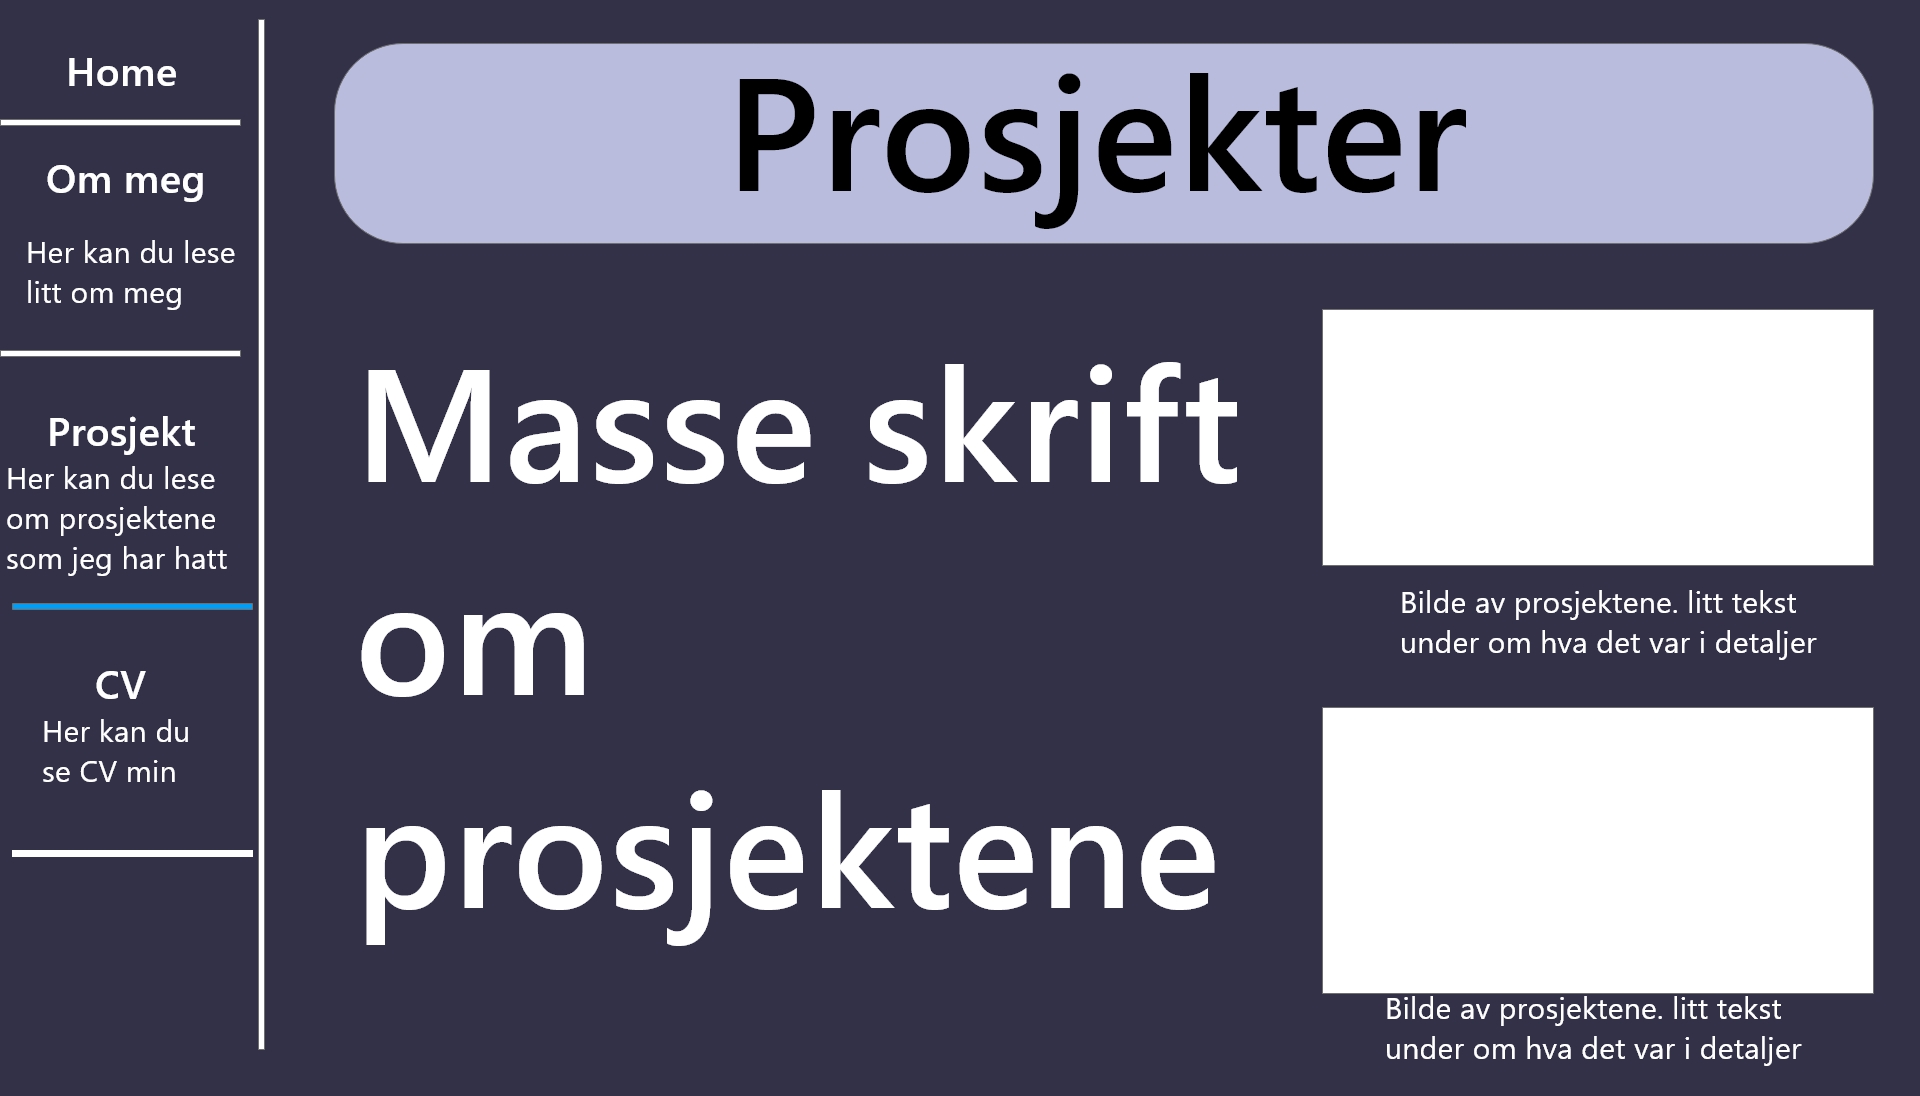 Home
Om meg
Her kan du lese
litt om meg
Prosjekt
Her kan du lese
om prosjektene
som jeg har hatt
CV
Her kan du
se CV min
Prosjekter
Masse skrift
om
prosjektene
Bilde av prosjektene. litt tekst
under om hva det var i detaljer
Bilde av prosjektene. litt tekst
under om hva det var i detaljer